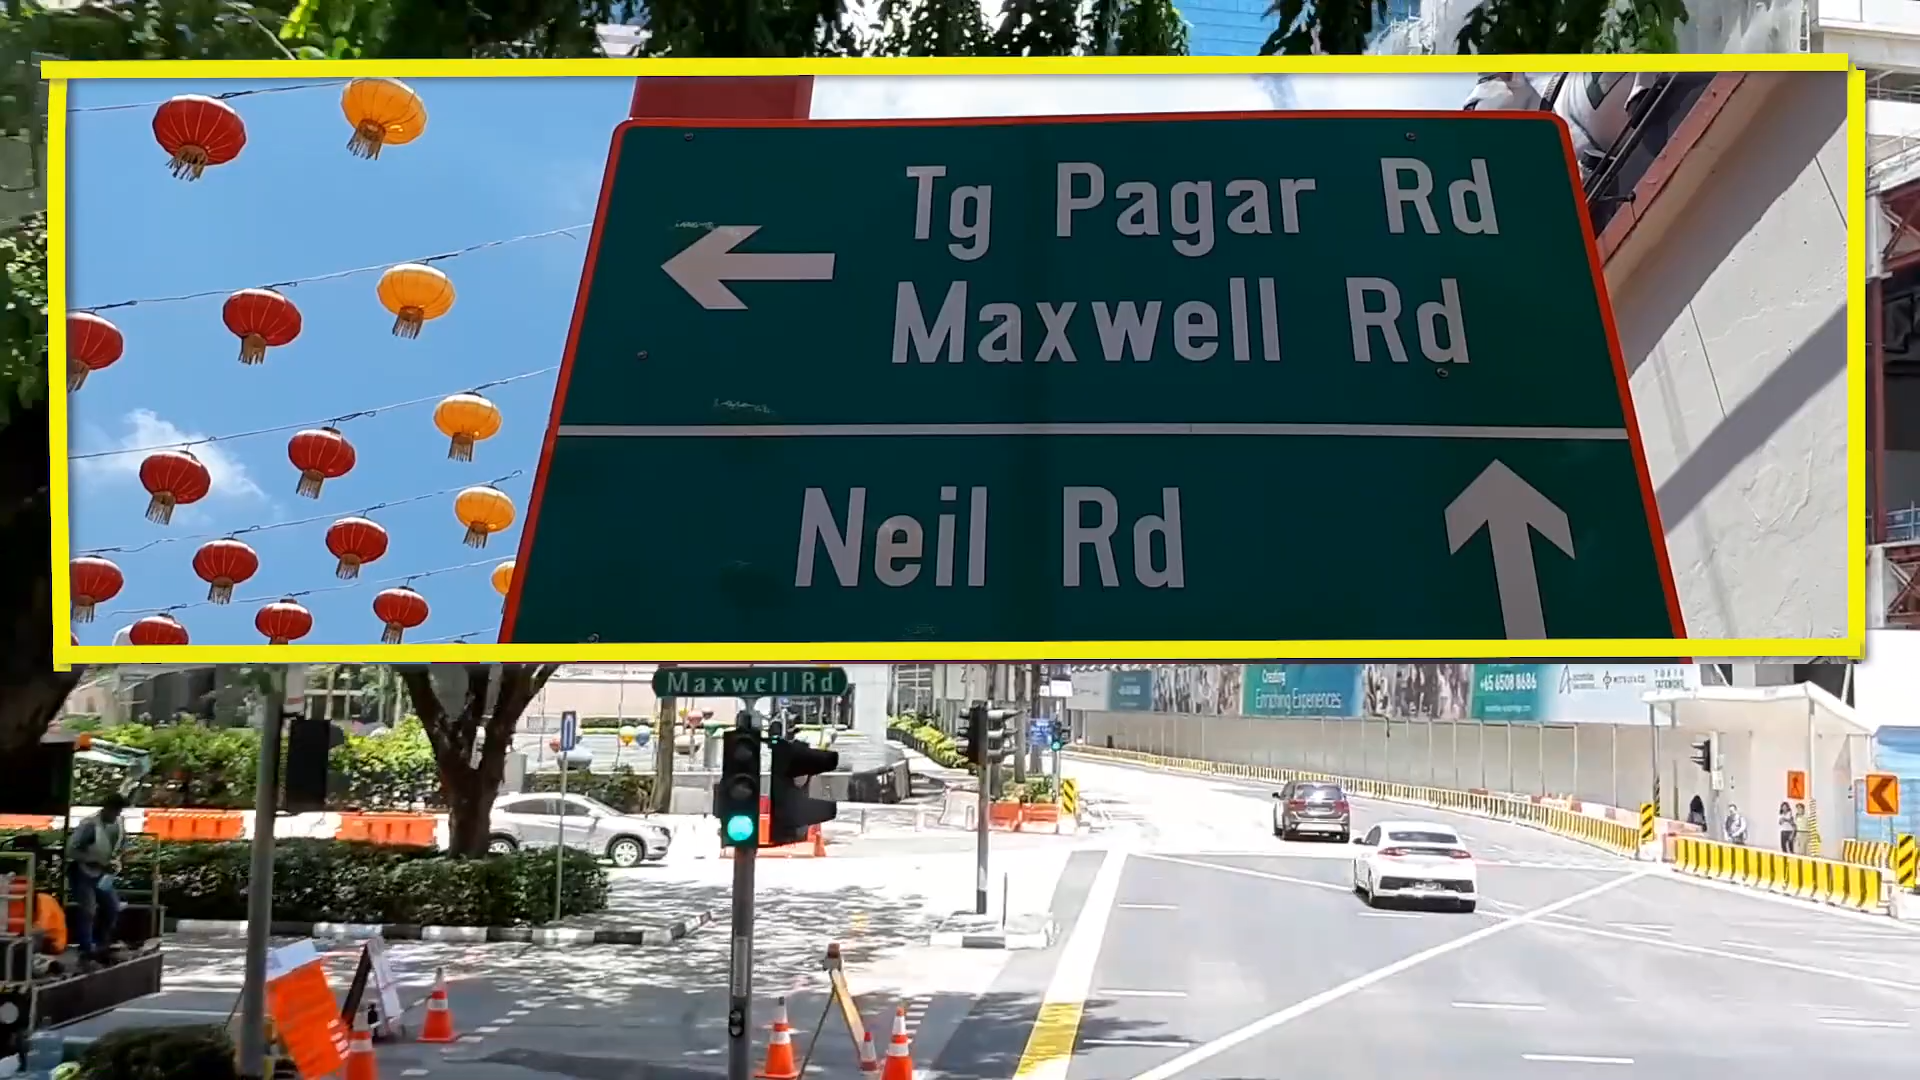 Tg Pagar Rd
Maxwell Rd
Neil Rd
Maxwell Rd
Creating
Enriching Experiences
+65 6508 8686